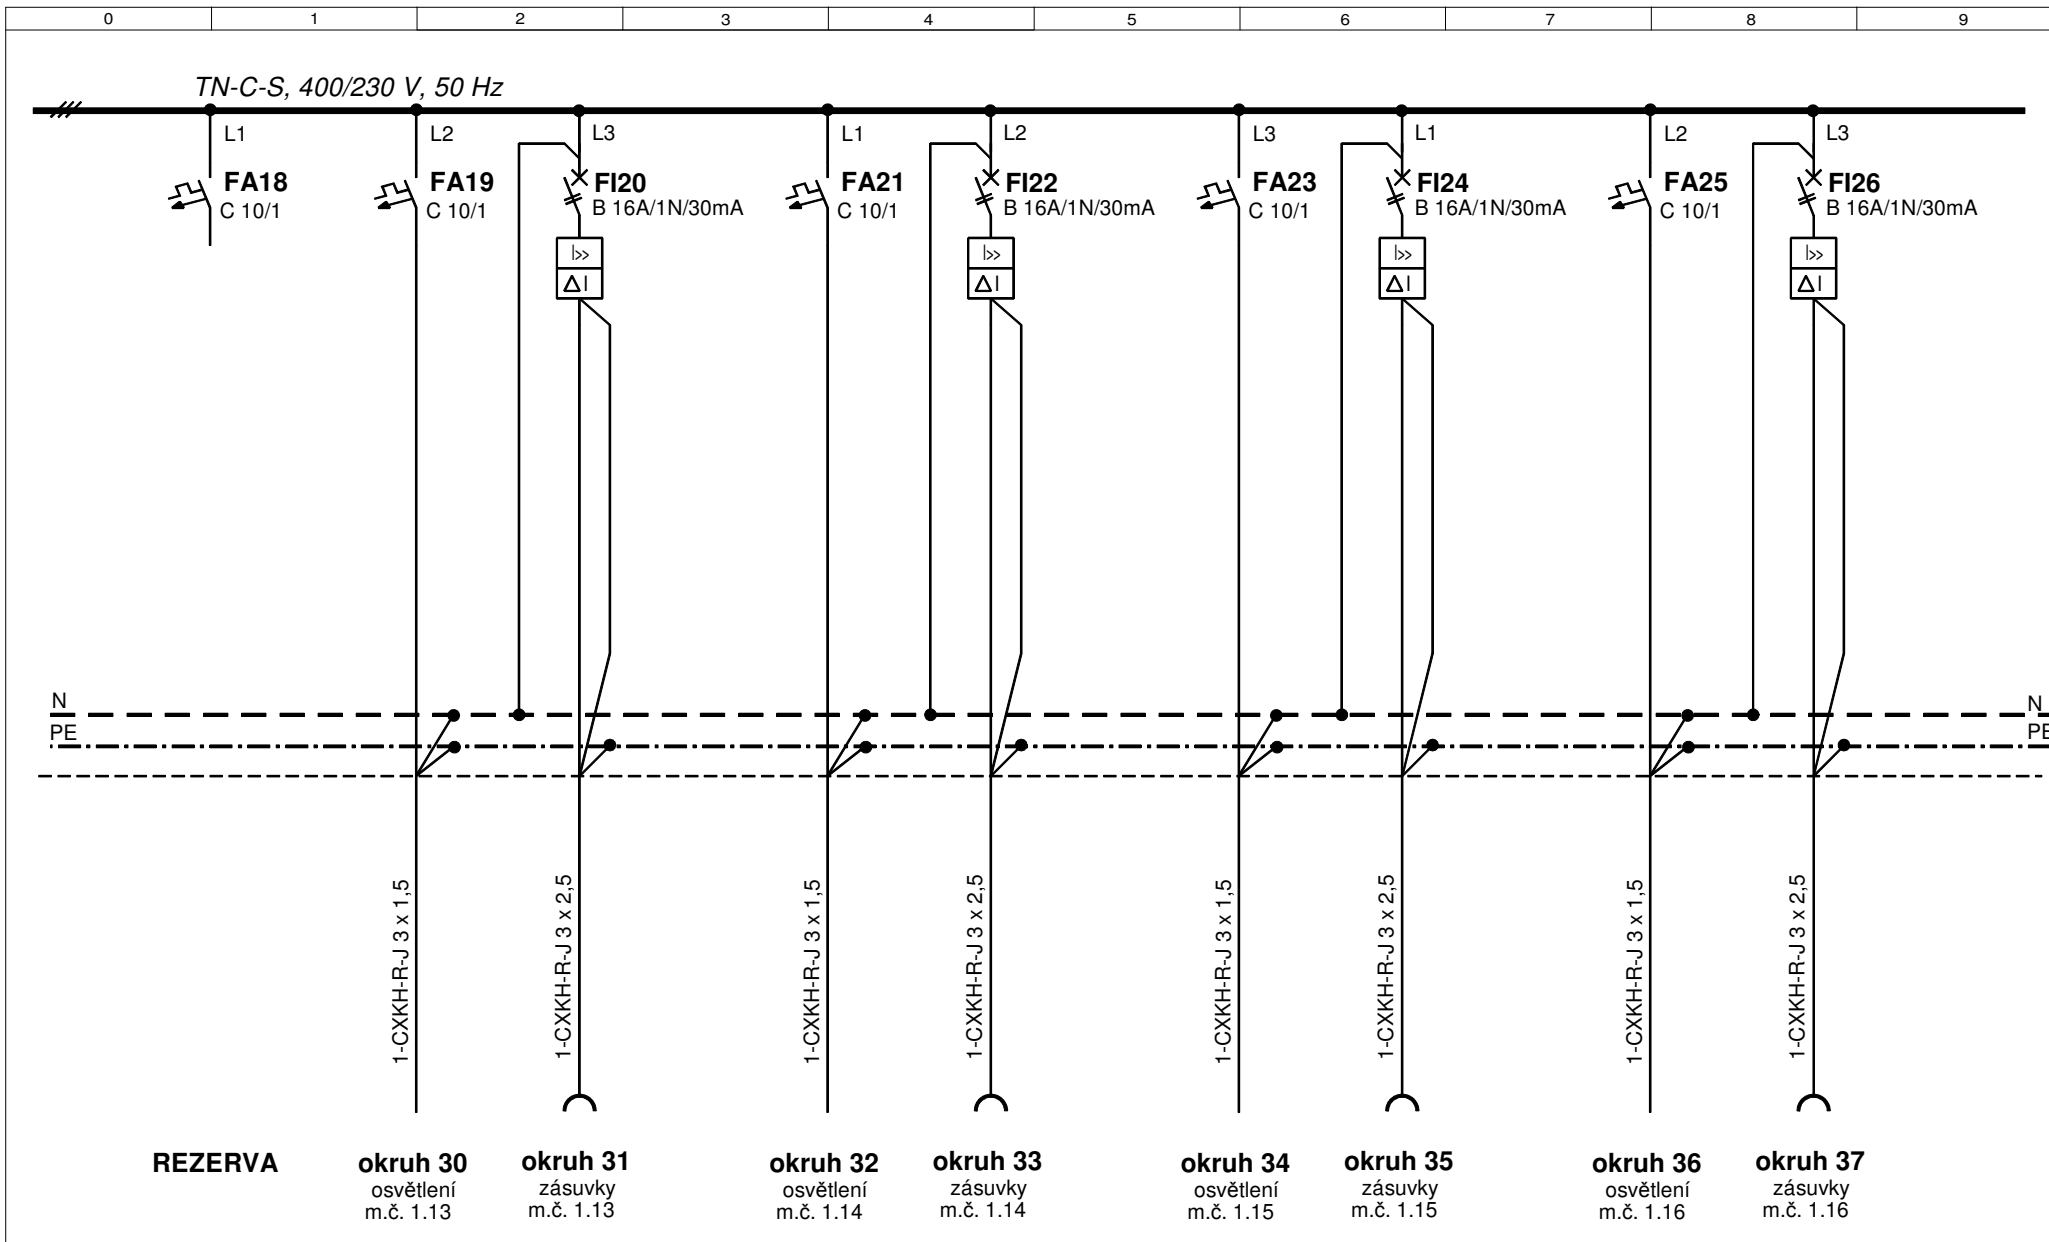 0 1 2 3 4 5 6 7 8 9
TN-C-S, 400/230 V, 50 Hz
L1 L2 L3 L1 L2 L3 L1 L2 L3
FA18 FA19 FI20 FA21 FI22 FA23 FI24 FA25 FI26
C 10/1 C 10/1 B 16A/1N/30mA C 10/1 B 16A/1N/30mA C 10/1 B 16A/1N/30mA C 10/1 B 16A/1N/30mA
I>> I>> I>> I>>
ΔI ΔI ΔI ΔI
N N
PE PE
1-CXKH-R-J 3 x 1,5
1-CXKH-R-J 3 x 2,5
1-CXKH-R-J 3 x 1,5
1-CXKH-R-J 3 x 2,5
1-CXKH-R-J 3 x 1,5
1-CXKH-R-J 3 x 2,5
1-CXKH-R-J 3 x 1,5
1-CXKH-R-J 3 x 2,5
REZERVA okruh 30 okruh 31 okruh 32 okruh 33 okruh 34 okruh 35 okruh 36 okruh 37
osvětlení zásuvky osvětlení zásuvky osvětlení zásuvky osvětlení zásuvky
m.č. 1.13 m.č. 1.13 m.č. 1.14 m.č. 1.14 m.č. 1.15 m.č. 1.15 m.č. 1.16 m.č. 1.16